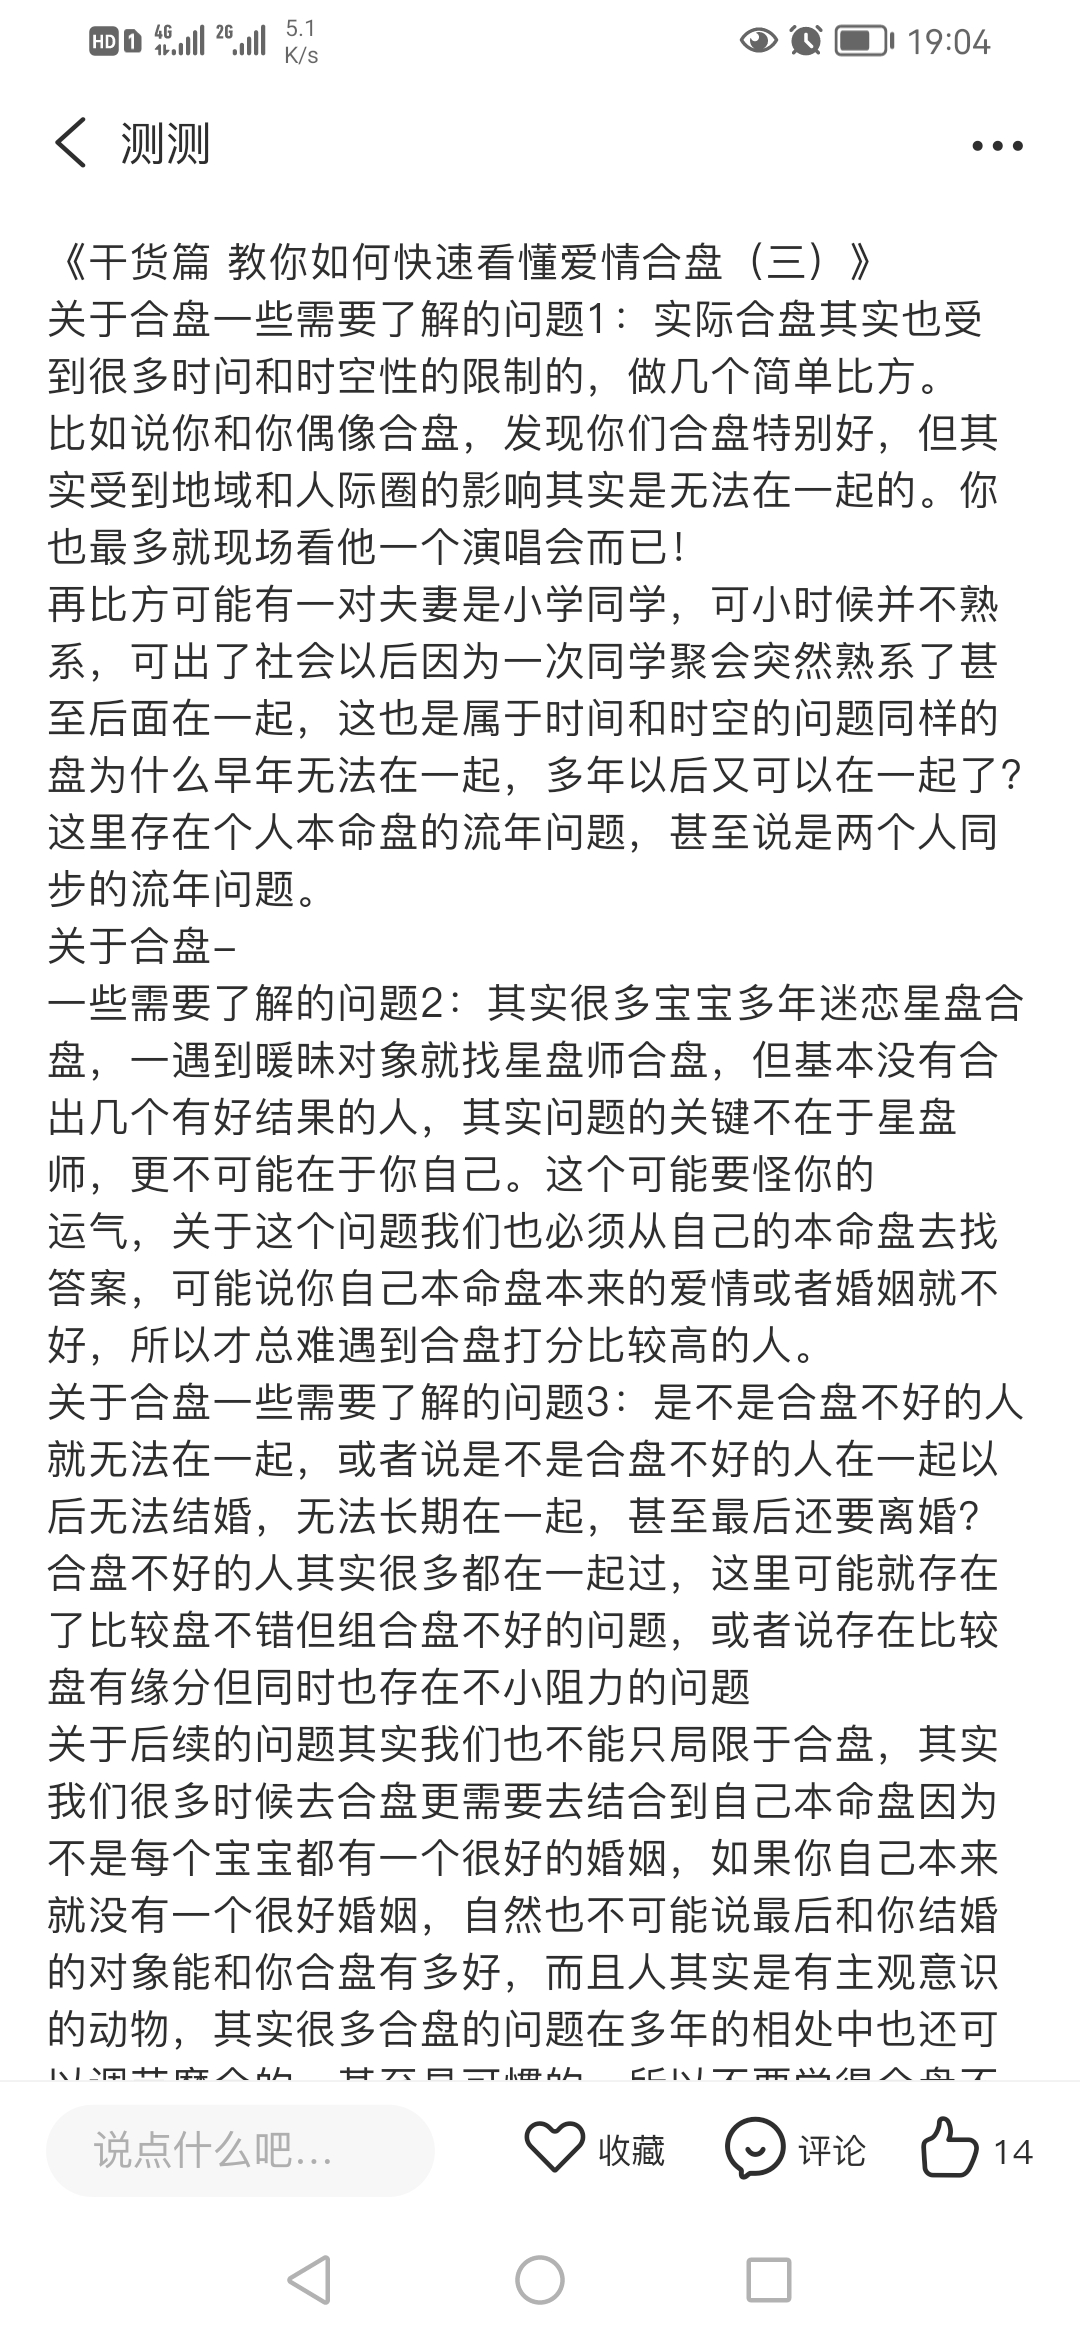 HD 1 4G 2G 5.1 K/s 19:04
测测
《干货篇 教你如何快速看懂爱情合盘（三）》
关于合盘一些需要了解的问题1：实际合盘其实也受
到很多时问和时空性的限制的，做几个简单比方。
比如说你和你偶像合盘，发现你们合盘特别好，但其
实受到地域和人际圈的影响其实是无法在一起的。你
也最多就现场看他一个演唱会而已！
再比方可能有一对夫妻是小学同学，可小时候并不熟
系，可出了社会以后因为一次同学聚会突然熟系了甚
至后面在一起，这也是属于时间和时空的问题同样的
盘为什么早年无法在一起，多年以后又可以在一起了？
这里存在个人本命盘的流年问题，甚至说是两个人同
步的流年问题。
关于合盘-
一些需要了解的问题2：其实很多宝宝多年迷恋星盘合
盘，一遇到暖昧对象就找星盘师合盘，但基本没有合
出几个有好结果的人，其实问题的关键不在于星盘
师，更不可能在于你自己。这个可能要怪你的
运气，关于这个问题我们也必须从自己的本命盘去找
答案，可能说你自己本命盘本来的爱情或者婚姻就不
好，所以才总难遇到合盘打分比较高的人。
关于合盘一些需要了解的问题3：是不是合盘不好的人
就无法在一起，或者说是不是合盘不好的人在一起以
后无法结婚，无法长期在一起，甚至最后还要离婚？
合盘不好的人其实很多都在一起过，这里可能就存在
了比较盘不错但组合盘不好的问题，或者说存在比较
盘有缘分但同时也存在不小阻力的问题
关于后续的问题其实我们也不能只局限于合盘，其实
我们很多时候去合盘更需要去结合到自己本命盘因为
不是每个宝宝都有一个很好的婚姻，如果你自己本来
就没有一个很好婚姻，自然也不可能说最后和你结婚
的对象能和你合盘有多好，而且人其实是有主观意识
的动物，其实很多合盘的问题在多年的相处中也还可
以调节磨合的，甚至是可惯的，所以不要觉得合盘不
说点什么吧...
收藏
评论
14